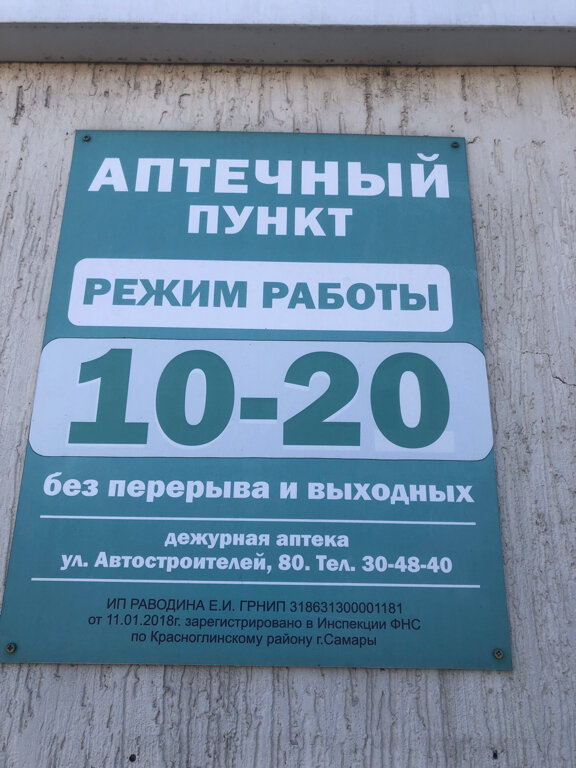 АПТЕЧНЫЙ
ПУНКТ
РЕЖИМ РАБОТЫ
10-20
без перерыва и выходных
дежурная аптека
ул. Автостроителей, 80. Тел. 30-48-40
ИП РАВОДИНА Е.И. ГРНИП 318631300001181
от 11.01.2018г. зарегистрировано в Инспекции ФНС
по Красноглинскому району г.Самары